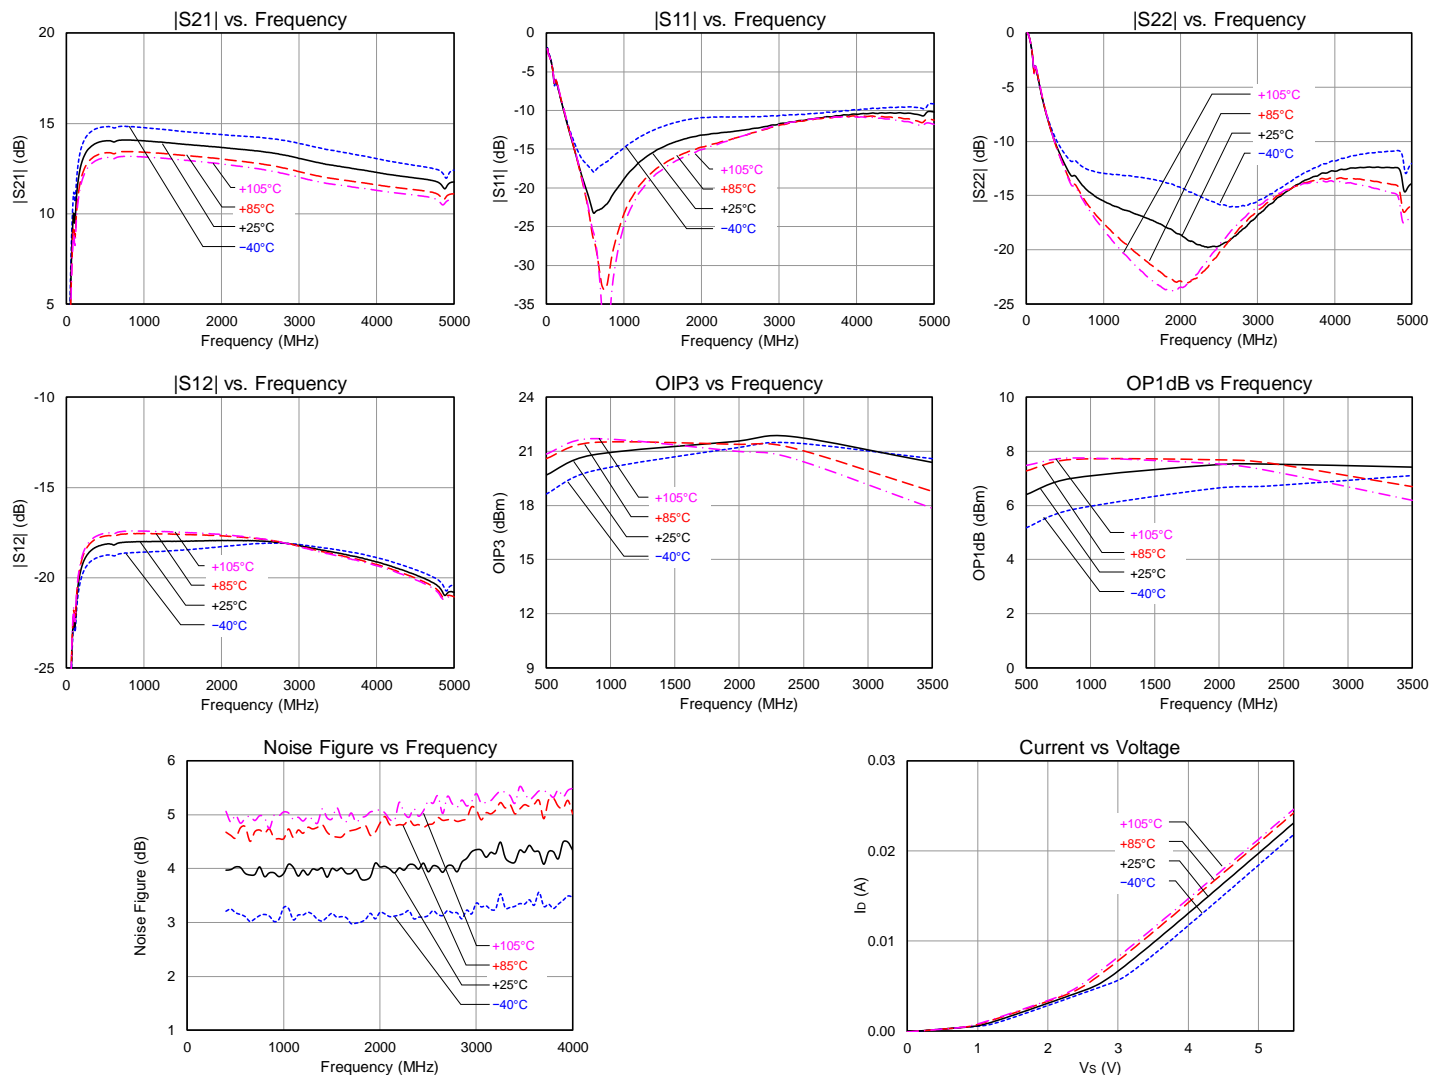 |S21| vs. Frequency
|S21| (dB)
20
15
10
5
0 1000 2000 3000 4000 5000
Frequency (MHz)
+105°C
+85°C
+25°C
−40°C
|S11| vs. Frequency
|S11| (dB)
0
-5
-10
-15
-20
-25
-30
-35
0 1000 2000 3000 4000 5000
Frequency (MHz)
+105°C
+85°C
+25°C
−40°C
|S22| vs. Frequency
|S22| (dB)
0
-5
-10
-15
-20
-25
0 1000 2000 3000 4000 5000
Frequency (MHz)
+105°C
+85°C
+25°C
−40°C
|S12| vs. Frequency
|S12| (dB)
-10
-15
-20
-25
0 1000 2000 3000 4000 5000
Frequency (MHz)
+105°C
+85°C
+25°C
−40°C
OIP3 vs Frequency
OIP3 (dBm)
24
21
18
15
12
9
500 1000 1500 2000 2500 3000 3500
Frequency (MHz)
+105°C
+85°C
+25°C
−40°C
OP1dB vs Frequency
OP1dB (dBm)
10
8
6
4
2
0
500 1000 1500 2000 2500 3000 3500
Frequency (MHz)
+105°C
+85°C
+25°C
−40°C
Noise Figure vs Frequency
Noise Figure (dB)
6
5
4
3
2
1
0 1000 2000 3000 4000
Frequency (MHz)
+105°C
+85°C
+25°C
−40°C
Current vs Voltage
ID (A)
0.03
0.02
0.01
0.00
0 1 2 3 4 5
VS (V)
+105°C
+85°C
+25°C
−40°C